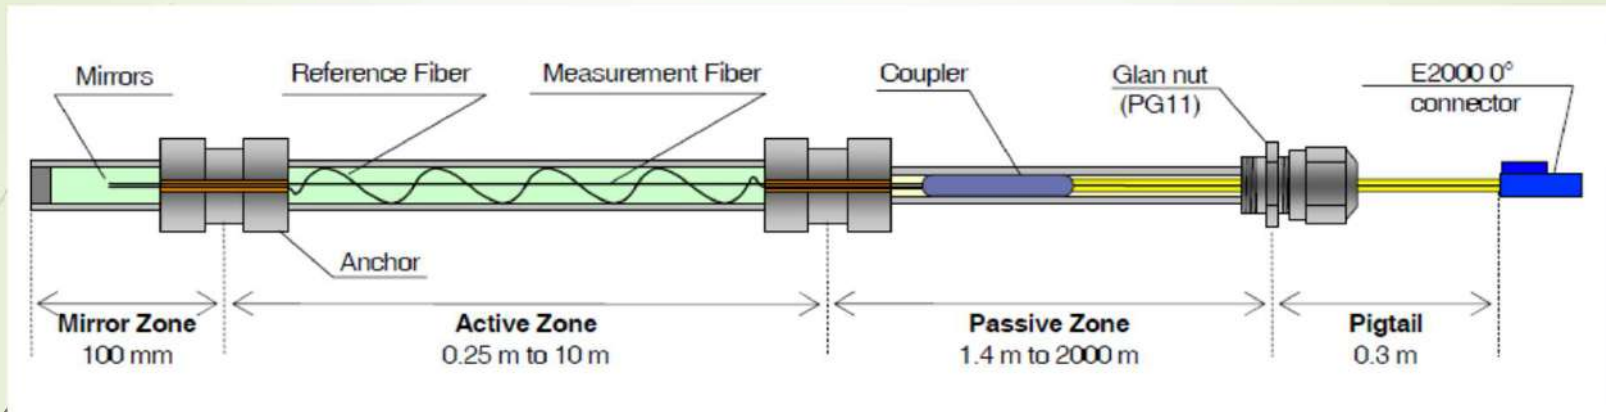 Mirrors
Reference Fiber
Measurement Fiber
Coupler
Glan nut
(PG11)
E2000 0°
connector
Anchor
Mirror Zone
100 mm
Active Zone
0.25 m to 10 m
Passive Zone
1.4 m to 2000 m
Pigtail
0.3 m